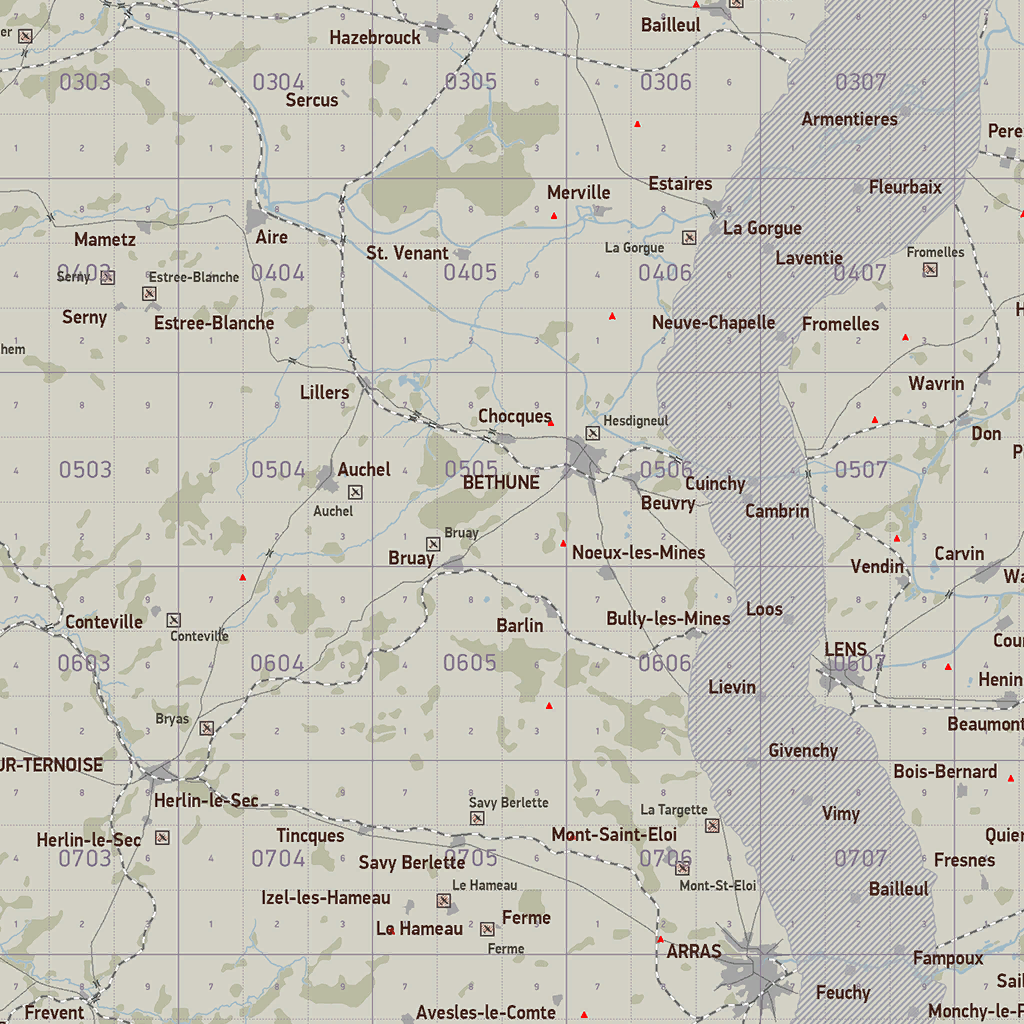 Bailleul
Hazebrouck
er
0303
0304
0305
0306
0307
Sercus
Armentieres
Pere
Merville
Estaires
Fleurbaix
Mametz
Aire
La Gorgue
St. Venant
La Gorgue
Laventie
Fromelles
Serny
0403
Estree-Blanche
0404
0405
0406
0407
Serny
Estree-Blanche
Neuve-Chapelle
Fromelles
H
hem
Lillers
Wavrin
Chocques
Hesdigneul
Don
P
0503
0504
Auchel
0505
0506
0507
BETHUNE
Cuinchy
Auchel
Beuvry
Cambrin
Bruay
Bruay
Noeux-les-Mines
Carvin
Vendin
Wa
Loos
Conteville
Conteville
Barlin
Bully-les-Mines
Cour
0603
0604
0605
0606
LENS
0607
Lievin
Henin
Bryas
Beaumont
Givenchy
UR-TERNOISE
Bois-Bernard
Herlin-le-Sec
Savy Berlette
La Targette
Vimy
Herlin-le-Sec
Tincques
Mont-Saint-Eloi
Quier
0703
0704
Savy Berlette
0705
0706
0707
Fresnes
Le Hameau
Mont-St-Eloi
Bailleul
Izel-les-Hameau
Le Hameau
Ferme
Ferme
ARRAS
Fampoux
Sail
Feuchy
Frevent
Avesles-le-Comte
Monchy-le-P